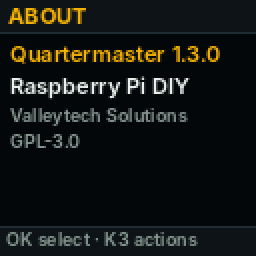 ABOUT
Quartermaster 1.3.0
Raspberry Pi DIY
Valleytech Solutions
GPL-3.0
OK select · K3 actions